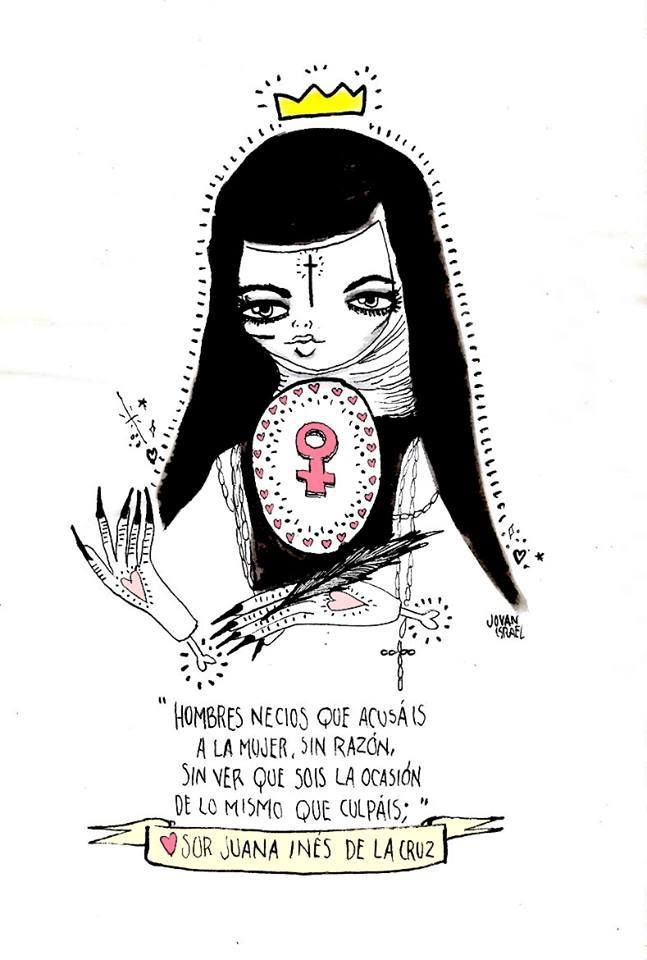 JOVAN
ISRAEL
"HOMBRES NECIOS QUE ACUSÁIS
A LA MUJER, SIN RAZÓN,
SIN VER QUE SOIS LA OCASIÓN
DE LO MISMO QUE CULPÁIS;"
SOR JUANA INÉS DE LA CRUZ